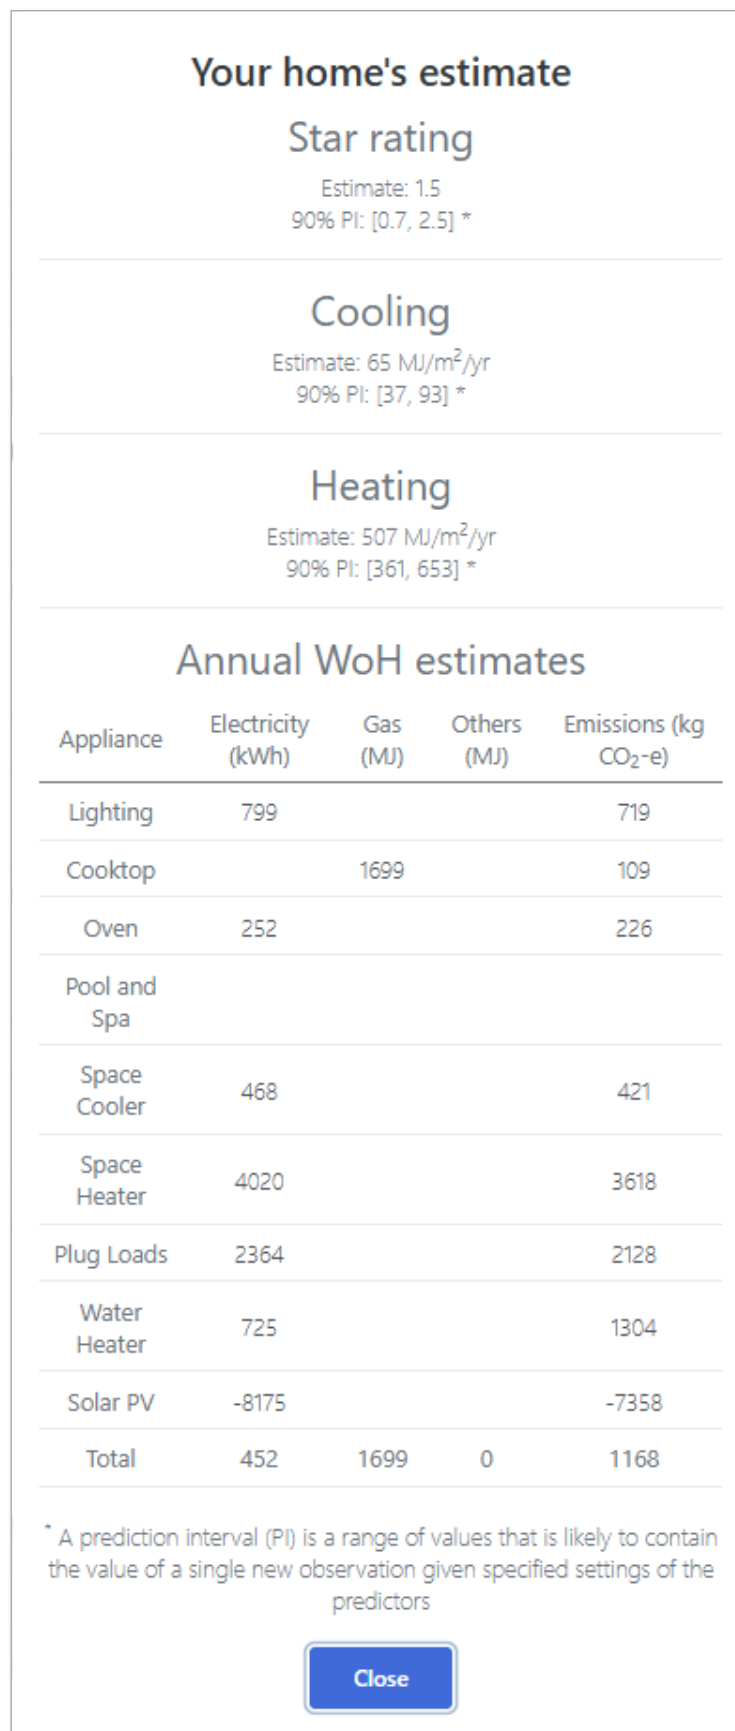 Your home's estimate
Star rating
Estimate: 1.5
90% PI: [0.7, 2.5] *
Cooling
Estimate: 65 MJ/m²/yr
90% PI: [37, 93] *
Heating
Estimate: 507 MJ/m²/yr
90% PI: [361, 653] *
Annual WoH estimates
Appliance Electricity (kWh) Gas (MJ) Others (MJ) Emissions (kg CO₂-e)
Lighting 799 719
Cooktop 1699 109
Oven 252 226
Pool and Spa
Space Cooler 468 421
Space Heater 4020 3618
Plug Loads 2364 2128
Water Heater 725 1304
Solar PV -8175 -7358
Total 452 1699 0 1168
* A prediction interval (PI) is a range of values that is likely to contain
the value of a single new observation given specified settings of the
predictors
Close